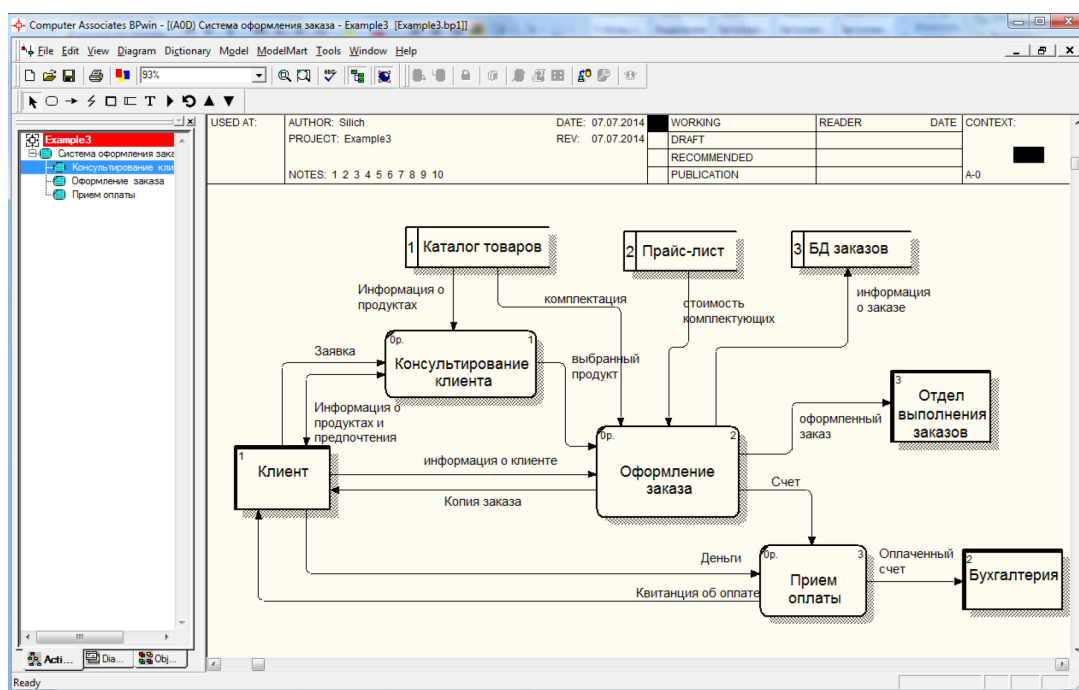 Computer Associates BPwin - [(A0D) Система оформления заказа - Example3 [Example3.bp1]]
File Edit View Diagram Dictionary Model ModelMart Tools Window Help
93%
Example3
Система оформления зака
Консультирование кли
Оформление заказа
Прием оплаты
USED AT:
AUTHOR: Silich
DATE: 07.07.2014
WORKING
READER
DATE
CONTEXT:
PROJECT: Example3
REV: 07.07.2014
DRAFT
RECOMMENDED
NOTES: 1 2 3 4 5 6 7 8 9 10
PUBLICATION
A-0
1 Каталог товаров
2 Прайс-лист
3 БД заказов
Информация о
продуктах
комплектация
стоимость
комплектующих
информация
о заказе
0р. 1
Консультирование
клиента
Заявка
выбранный
продукт
Информация о
продуктах и
предпочтения
3
Отдел
выполнения
заказов
оформленный
заказ
1
Клиент
информация о клиенте
Копия заказа
0р. 2
Оформление
заказа
Счет
Деньги
Квитанция об оплате
0р. 3
Прием
оплаты
Оплаченный
счет
2
Бухгалтерия
Acti...
Dia...
Obj...
Ready